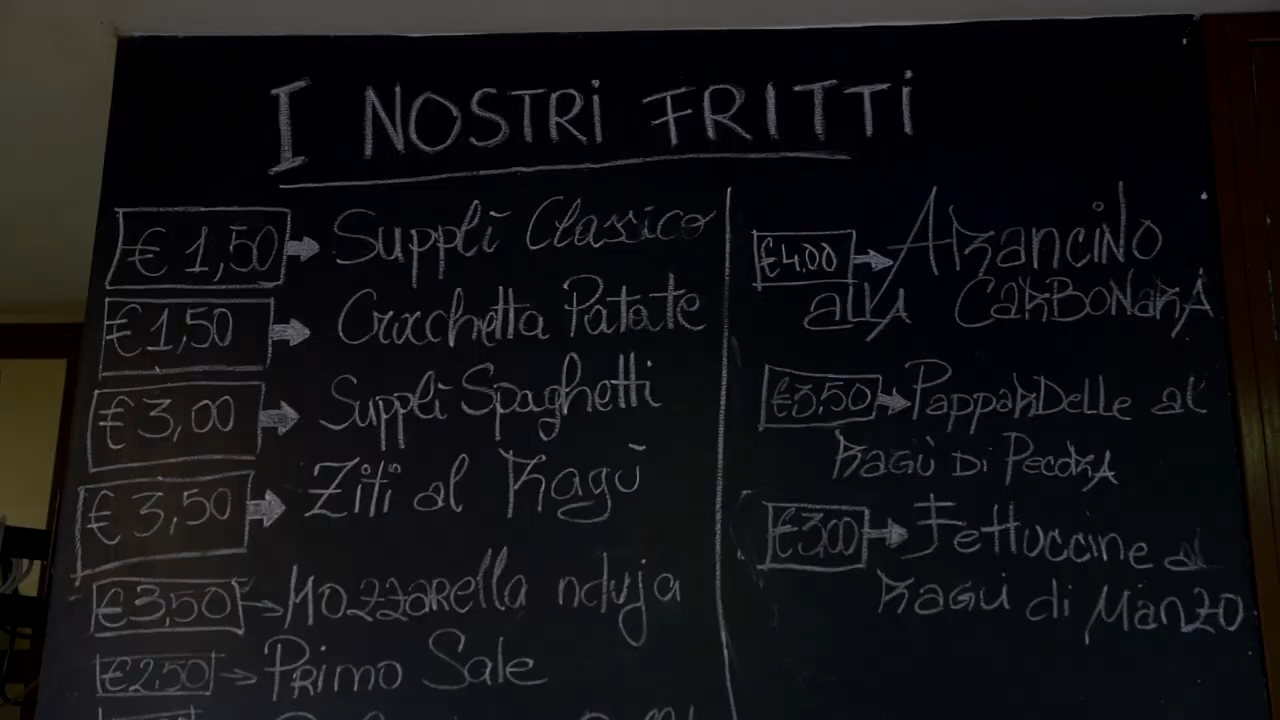 I NOSTRi FRITTi
€ 1,50 Supplì Classico
€ 1,50 Crocchetta Patate
€ 3,00 Supplì Spaghetti
€ 3,50 Ziti al Ragù
€ 3,50 Mozzarella nduja
€ 2,50 Primo Sale
€ 4,00 ARanciNo
alla CaRBoNaRA
€ 3,50 PappaRDelle al
Ragù Di PecoRA
€ 3,00 Fettuccine al
Ragù di Manzo